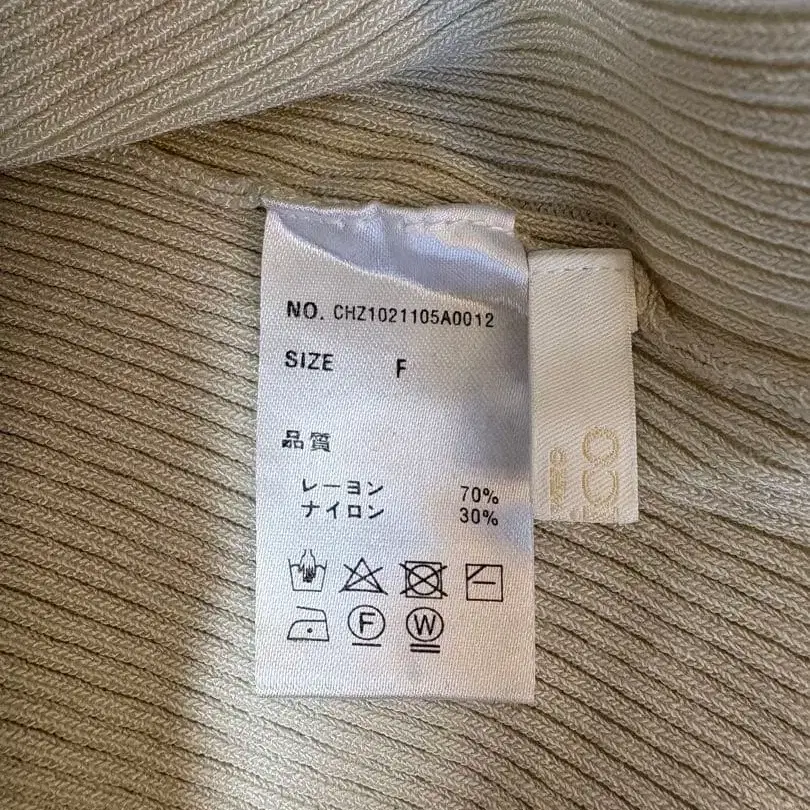 NO. CHZ1021105A0012
SIZE F
品質
レーヨン 70%
ナイロン 30%
F W